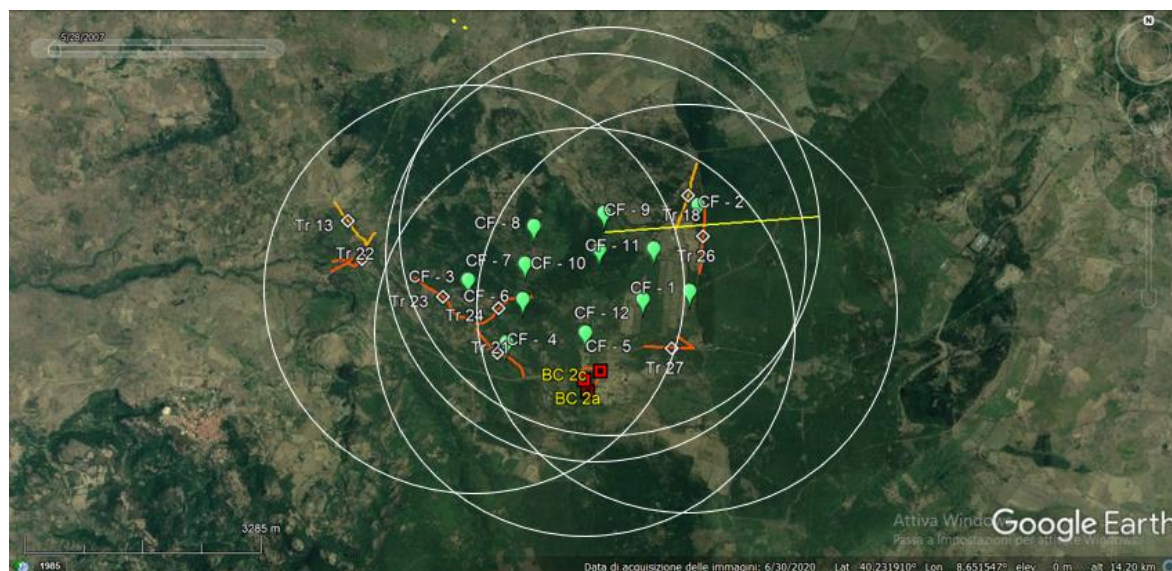 5/28/2007
N
CF - 2
CF - 9
Tr 18
Tr 13
CF - 8
Tr 26
CF - 11
Tr 22
CF - 7
CF - 10
CF - 3
CF - 1
Tr 23
CF - 6
Tr 24
CF - 12
CF - 4
Tr 21
CF - 5
Tr 27
BC 2c
BC 2a
3285 m
Attiva Windows
Google Earth
Passa a Impostazioni per attivare Windows.
1985
Data di acquisizione delle immagini: 6/30/2020 Lat 40.231910° Lon 8.651547° elev 0 m alt 14.20 km